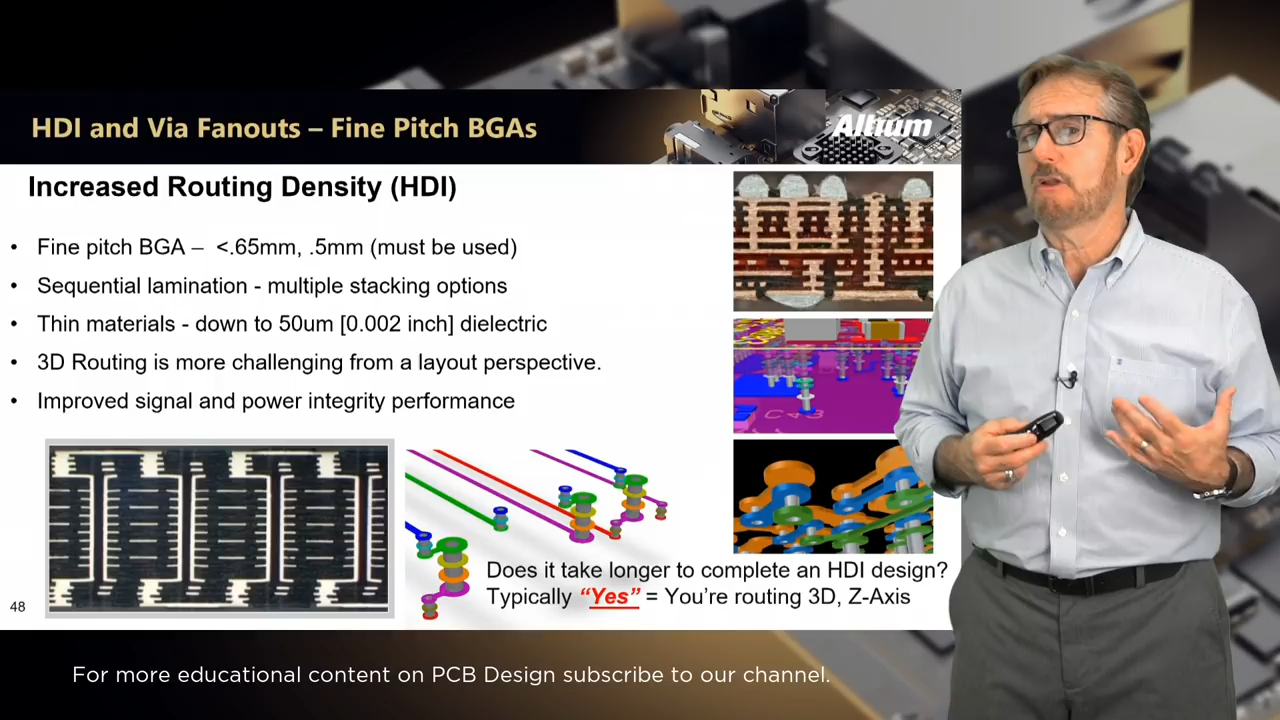 HDI and Via Fanouts – Fine Pitch BGAs
Altium
Increased Routing Density (HDI)
• Fine pitch BGA – <.65mm, .5mm (must be used)
• Sequential lamination - multiple stacking options
• Thin materials - down to 50um [0.002 inch] dielectric
• 3D Routing is more challenging from a layout perspective.
• Improved signal and power integrity performance
Does it take longer to complete an HDI design?
Typically “Yes” = You’re routing 3D, Z-Axis
48
For more educational content on PCB Design subscribe to our channel.